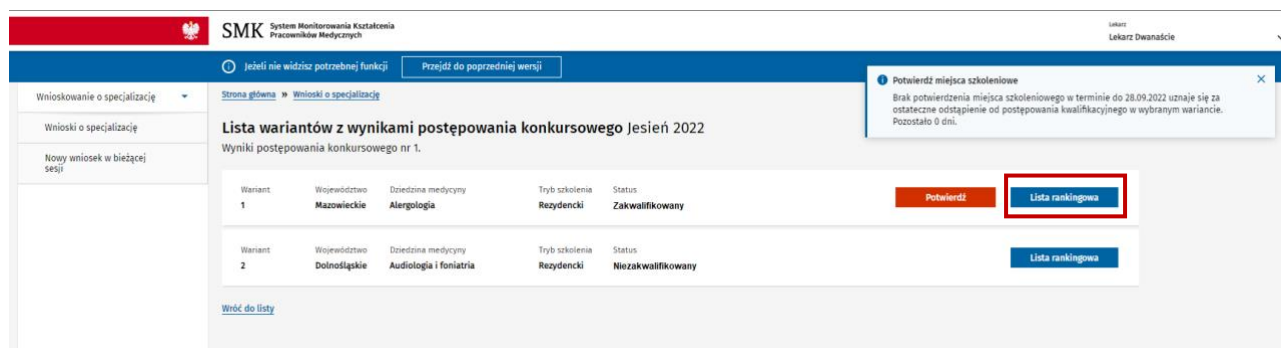 SMK System Monitorowania Kształcenia
Pracowników Medycznych
Lekarz
Lekarz Dwanaście
Jeżeli nie widzisz potrzebnej funkcji Przejdź do poprzedniej wersji
Potwierdź miejsca szkoleniowe
Brak potwierdzenia miejsca szkoleniowego w terminie do 28.09.2022 uznaje się za
ostateczne odstąpienie od postępowania kwalifikacyjnego w wybranym wariancie.
Pozostało 0 dni.
Wnioskowanie o specjalizację
Wnioski o specjalizację
Nowy wniosek w bieżącej
sesji
Strona główna » Wnioski o specjalizację
Lista wariantów z wynikami postępowania konkursowego Jesień 2022
Wyniki postępowania konkursowego nr 1.
Wariant Województwo Dziedzina medycyny Tryb szkolenia Status
1 Mazowieckie Alergologia Rezydencki Zakwalifikowany
Potwierdź Lista rankingowa
Wariant Województwo Dziedzina medycyny Tryb szkolenia Status
2 Dolnośląskie Audiologia i foniatria Rezydencki Niezakwalifikowany
Lista rankingowa
Wróć do listy